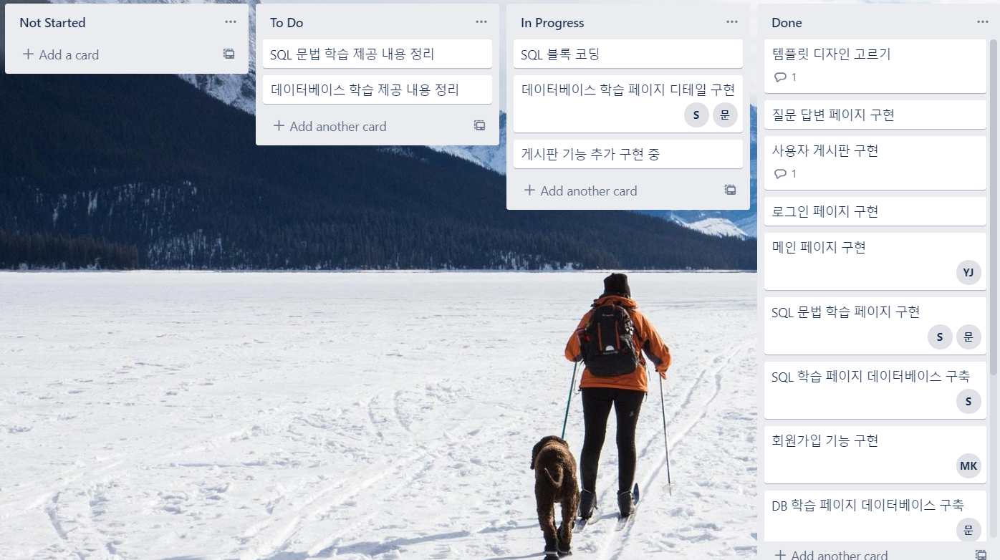 Not Started
Add a card
To Do
SQL 문법 학습 제공 내용 정리
데이터베이스 학습 제공 내용 정리
Add another card
In Progress
SQL 블록 코딩
데이터베이스 학습 페이지 디테일 구현
S 문
게시판 기능 추가 구현 중
Add another card
Done
템플릿 디자인 고르기
1
질문 답변 페이지 구현
사용자 게시판 구현
1
로그인 페이지 구현
메인 페이지 구현
YJ
SQL 문법 학습 페이지 구현
S 문
SQL 학습 페이지 데이터베이스 구축
S
회원가입 기능 구현
MK
DB 학습 페이지 데이터베이스 구축
문
Add another card